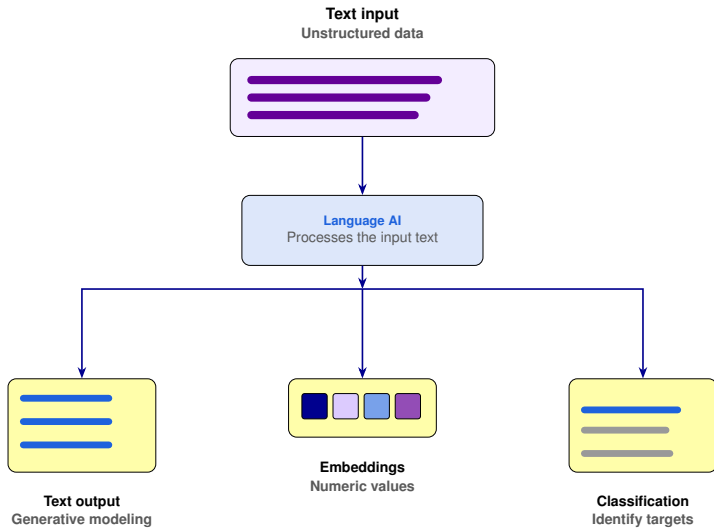 Text input
Unstructured data
Language AI
Processes the input text
Text output
Generative modeling
Embeddings
Numeric values
Classification
Identify targets